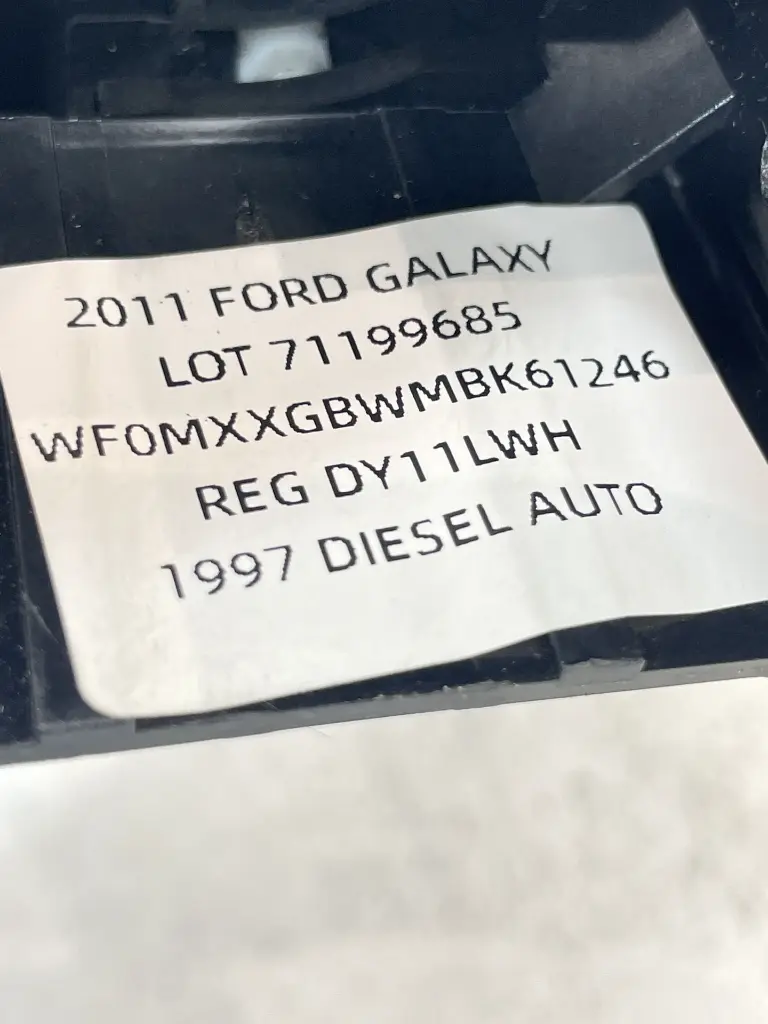 2011 FORD GALAXY
LOT 71199685
WF0MXXGBWMBK61246
REG DY11LWH
1997 DIESEL AUTO